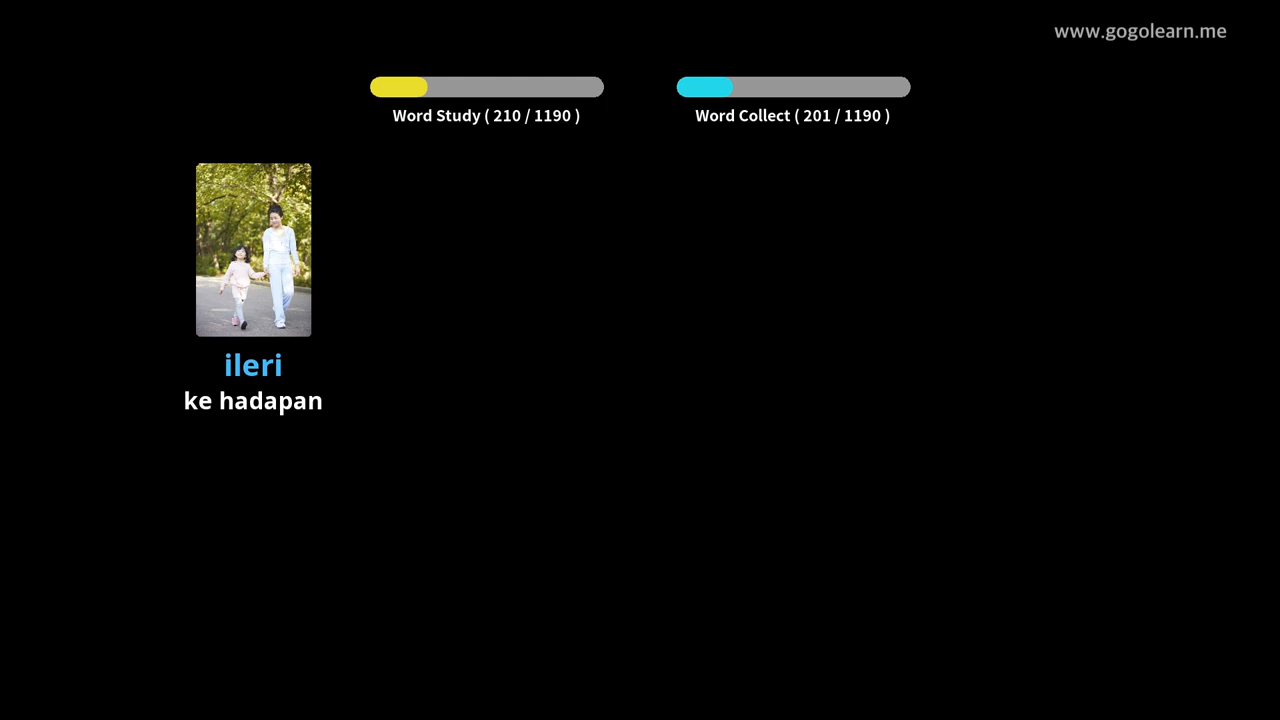 www.gogolearn.me
Word Study ( 210 / 1190 )
Word Collect ( 201 / 1190 )
ileri
ke hadapan